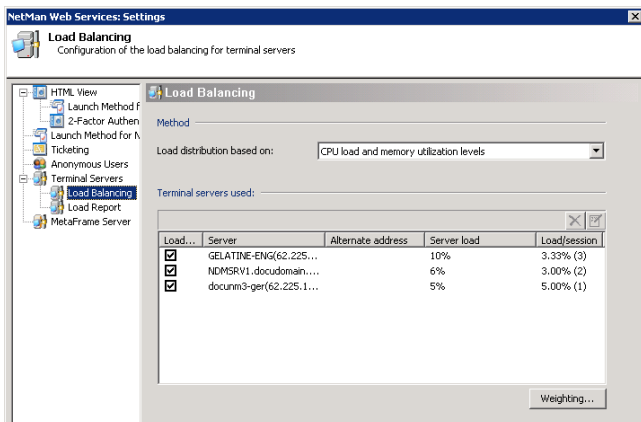 NetMan Web Services: Settings
Load Balancing
Configuration of the load balancing for terminal servers
HTML View
Launch Method f
2-Factor Authen
Launch Method for N
Ticketing
Anonymous Users
Terminal Servers
Load Balancing
Load Report
MetaFrame Server
Load Balancing
Method
Load distribution based on: CPU load and memory utilization levels
Terminal servers used:
Load... Server Alternate address Server load Load/session
GELATINE-ENG(62.225... 10% 3.33% (3)
NDMSRV1.docudomain.... 6% 3.00% (2)
docunm3-ger(62.225.1... 5% 5.00% (1)
Weighting...